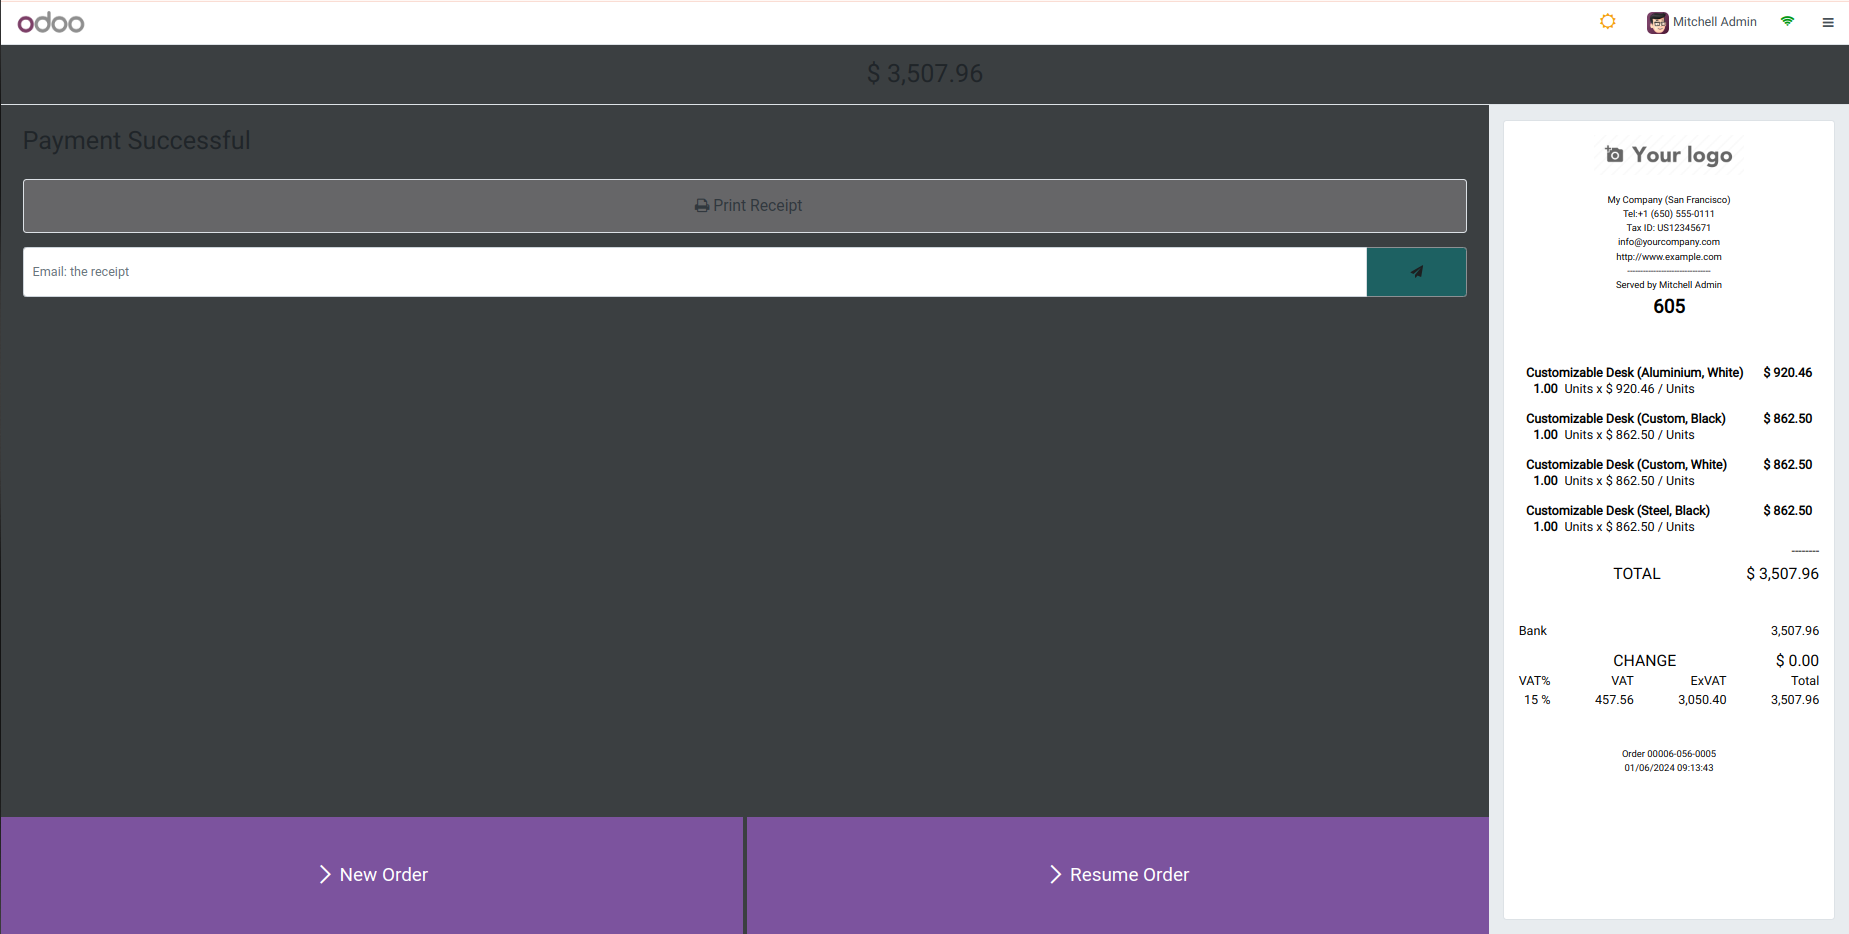 odoo
Mitchell Admin
$ 3,507.96
Payment Successful
Print Receipt
Email: the receipt
New Order
Resume Order
Your logo
My Company (San Francisco)
Tel:+1 (650) 555-0111
Tax ID: US12345671
info@yourcompany.com
http://www.example.com
--------------------------------
Served by Mitchell Admin
605
Customizable Desk (Aluminium, White) $ 920.46
1.00 Units x $ 920.46 / Units
Customizable Desk (Custom, Black) $ 862.50
1.00 Units x $ 862.50 / Units
Customizable Desk (Custom, White) $ 862.50
1.00 Units x $ 862.50 / Units
Customizable Desk (Steel, Black) $ 862.50
1.00 Units x $ 862.50 / Units
--------
TOTAL $ 3,507.96
Bank 3,507.96
CHANGE $ 0.00
VAT% VAT ExVAT Total
15 % 457.56 3,050.40 3,507.96
Order 00006-056-0005
01/06/2024 09:13:43